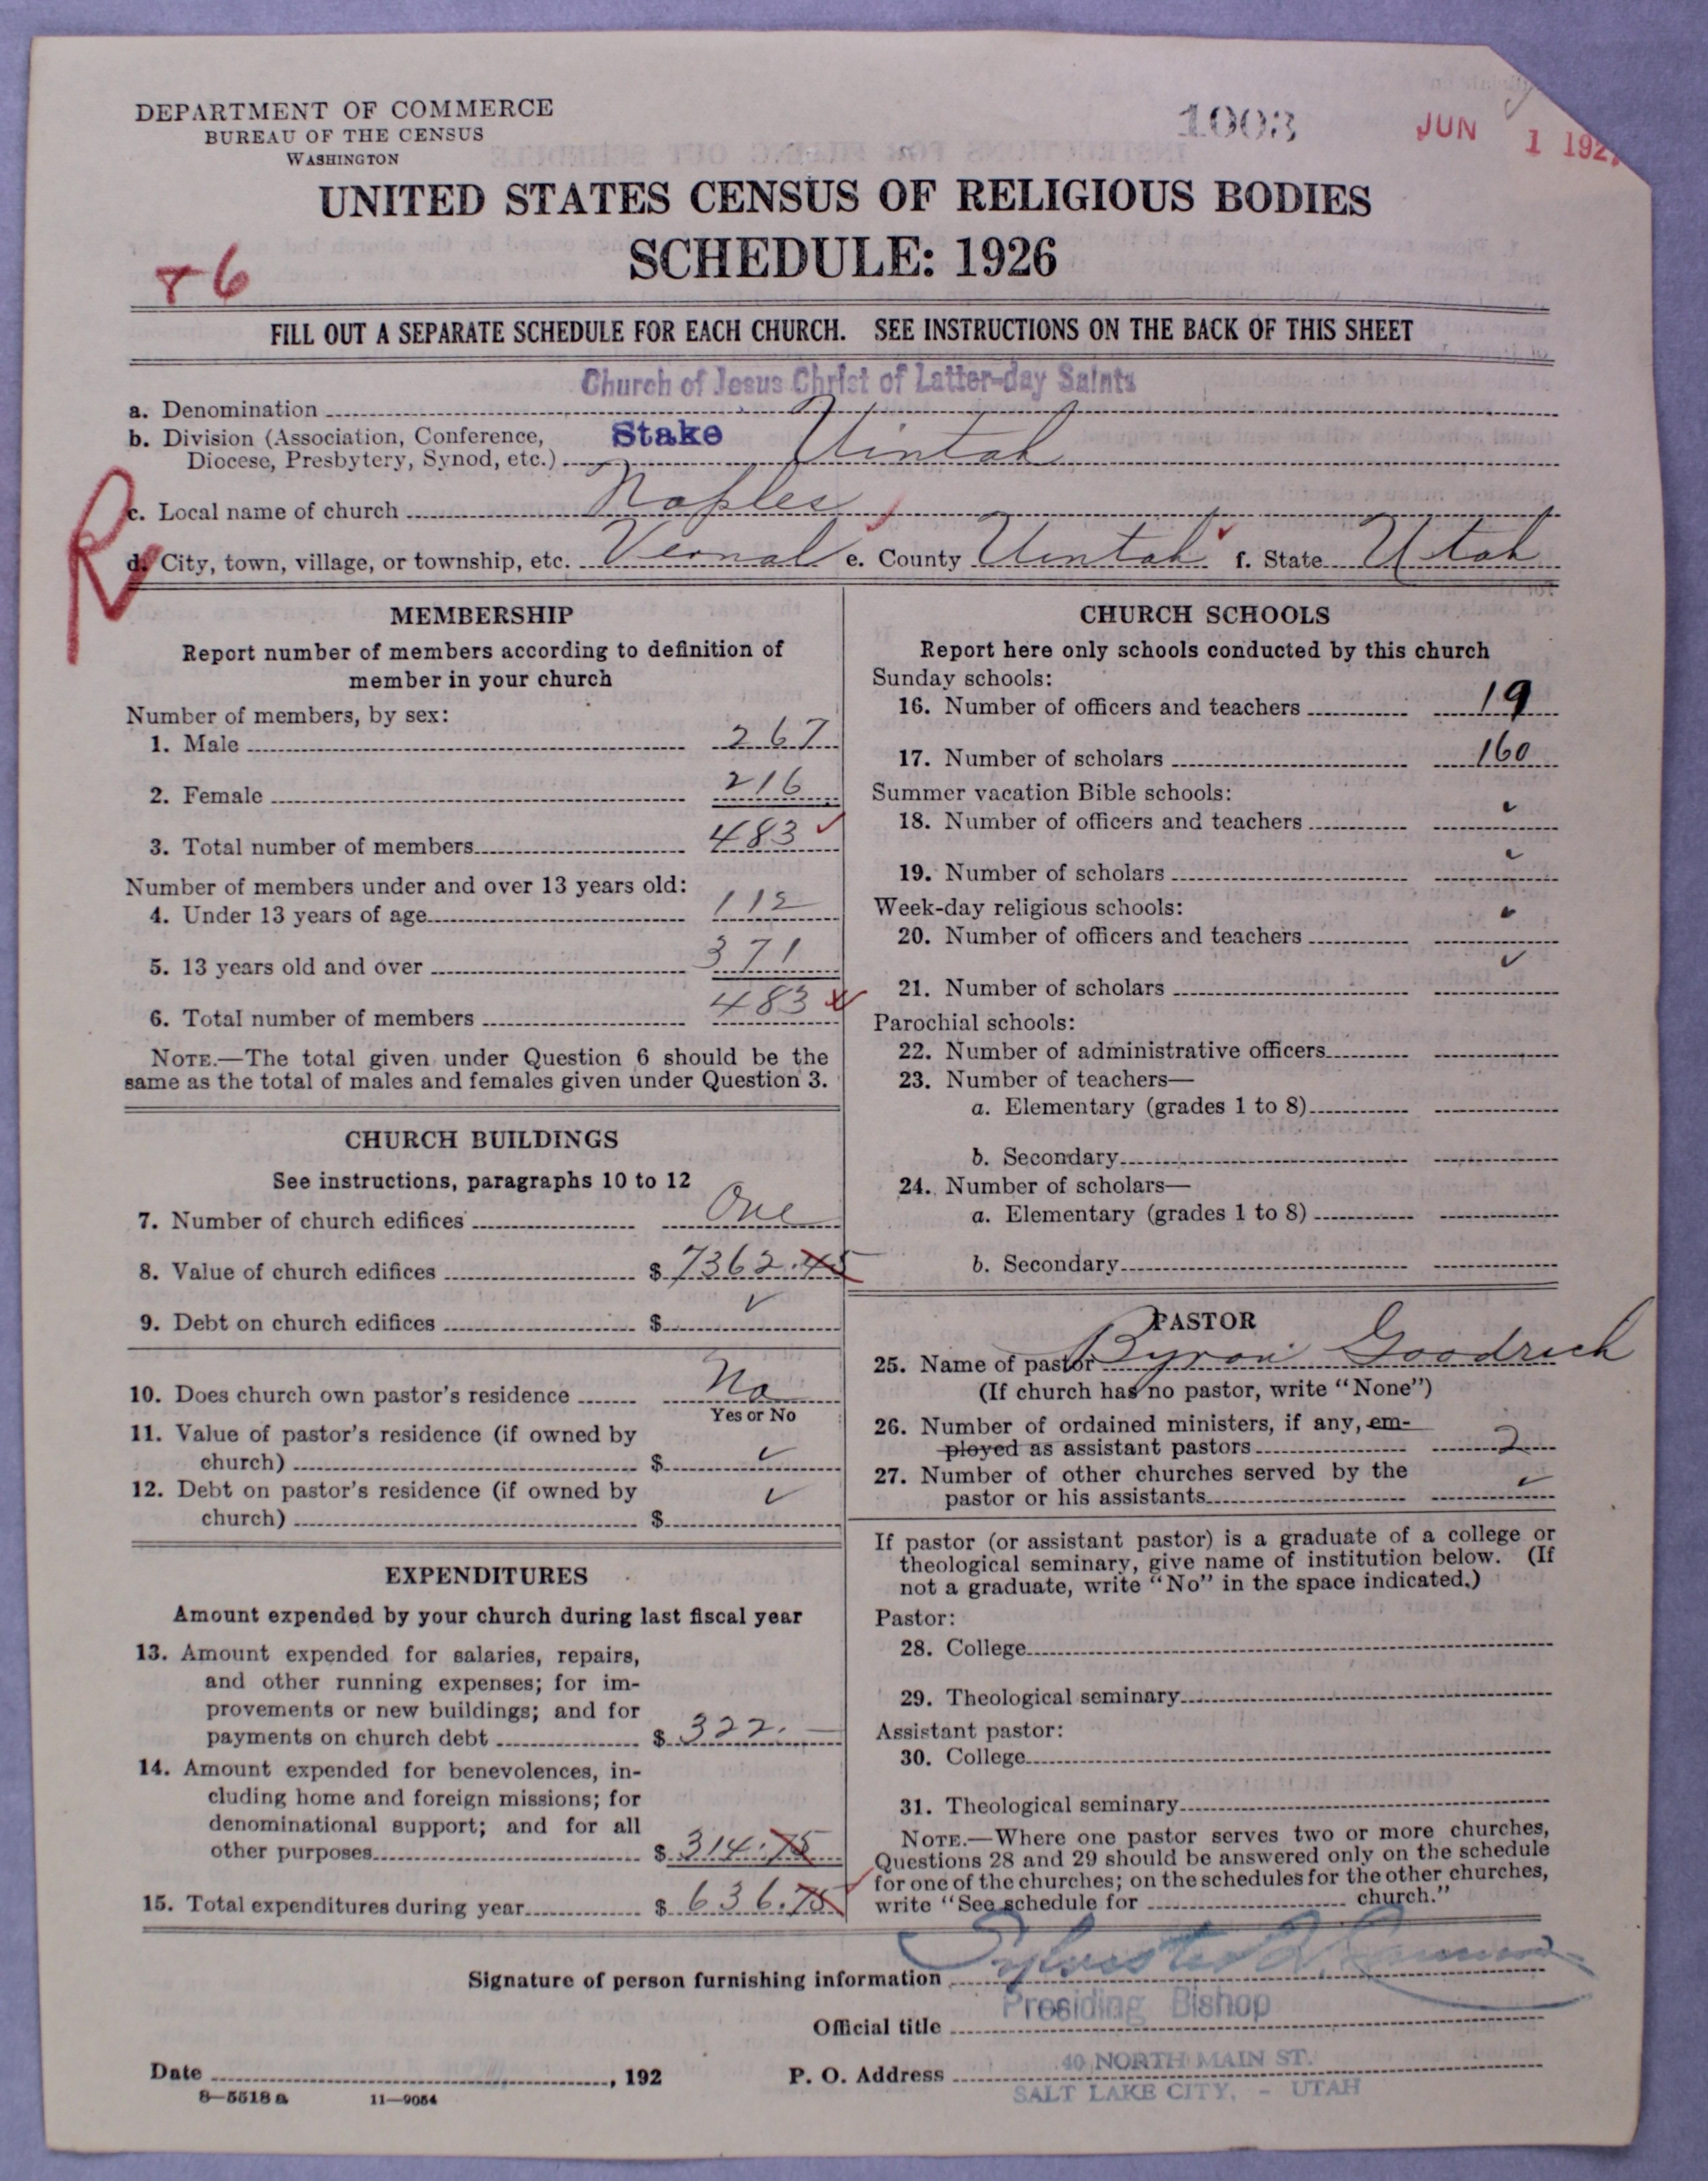 DEPARTMENT OF COMMERCE
BUREAU OF THE CENSUS
WASHINGTON
1003
JUN 1 192
UNITED STATES CENSUS OF RELIGIOUS BODIES
SCHEDULE: 1926
+6
FILL OUT A SEPARATE SCHEDULE FOR EACH CHURCH. SEE INSTRUCTIONS ON THE BACK OF THIS SHEET
Church of Jesus Christ of Latter-day Saints
a. Denomination
b. Division (Association, Conference, Stake Uintah
Diocese, Presbytery, Synod, etc.)
R
c. Local name of church Naples
d. City, town, village, or township, etc. Vernal e. County Uintah f. State Utah
MEMBERSHIP
Report number of members according to definition of
member in your church
Number of members, by sex:
1. Male 267
2. Female 216
3. Total number of members 483
Number of members under and over 13 years old:
4. Under 13 years of age 112
5. 13 years old and over 371
6. Total number of members 483
NOTE.—The total given under Question 6 should be the
same as the total of males and females given under Question 3.
CHURCH BUILDINGS
See instructions, paragraphs 10 to 12
7. Number of church edifices One
8. Value of church edifices $ 7362.45
9. Debt on church edifices $ ✓
10. Does church own pastor's residence No
Yes or No
11. Value of pastor's residence (if owned by
church) $ ✓
12. Debt on pastor's residence (if owned by
church) $ ✓
EXPENDITURES
Amount expended by your church during last fiscal year
13. Amount expended for salaries, repairs,
and other running expenses; for im-
provements or new buildings; and for
payments on church debt $ 322.—
14. Amount expended for benevolences, in-
cluding home and foreign missions; for
denominational support; and for all
other purposes $ 314.75
15. Total expenditures during year $ 636.75
CHURCH SCHOOLS
Report here only schools conducted by this church
Sunday schools:
16. Number of officers and teachers 19
17. Number of scholars 160
Summer vacation Bible schools:
18. Number of officers and teachers ✓
19. Number of scholars ✓
Week-day religious schools:
20. Number of officers and teachers ✓
21. Number of scholars ✓
Parochial schools:
22. Number of administrative officers
23. Number of teachers—
a. Elementary (grades 1 to 8)
b. Secondary
24. Number of scholars—
a. Elementary (grades 1 to 8)
b. Secondary
PASTOR
25. Name of pastor Byron Goodrich
(If church has no pastor, write "None")
26. Number of ordained ministers, if any, em-
ployed as assistant pastors 2
27. Number of other churches served by the
pastor or his assistants ✓
If pastor (or assistant pastor) is a graduate of a college or
theological seminary, give name of institution below. (If
not a graduate, write "No" in the space indicated.)
Pastor:
28. College
29. Theological seminary
Assistant pastor:
30. College
31. Theological seminary
NOTE.—Where one pastor serves two or more churches,
Questions 28 and 29 should be answered only on the schedule
for one of the churches; on the schedules for the other churches,
write "See schedule for church."
Signature of person furnishing information Sylvester Q. Cannon
Official title Presiding Bishop
Date , 192 P. O. Address 40 NORTH MAIN ST.
SALT LAKE CITY, - UTAH
8—5518 a 11—9054